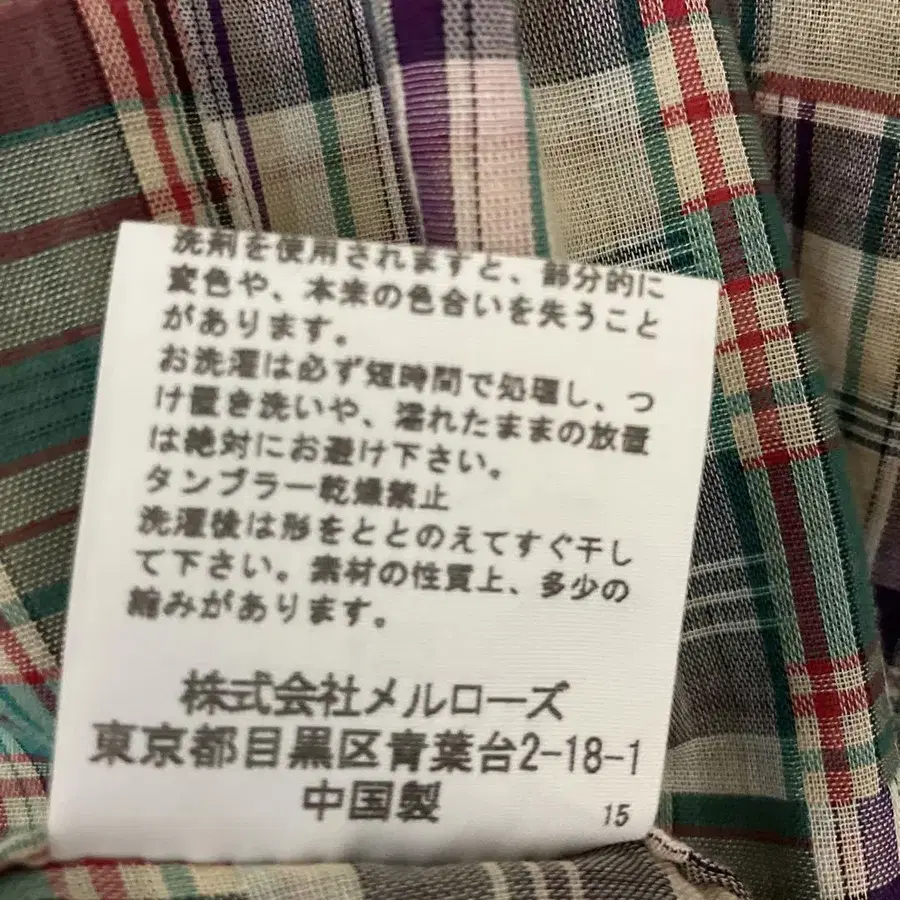 洗剤を使用されますと、部分的に
変色や、本来の色合いを失うこと
があります。
お洗濯は必ず短時間で処理し、つ
け置き洗いや、濡れたままの放置
は絶対にお避け下さい。
タンブラー乾燥禁止
洗濯後は形をととのえてすぐ干し
て下さい。素材の性質上、多少の
縮みがあります。
株式会社メルローズ
東京都目黒区青葉台2-18-1
中国製
15